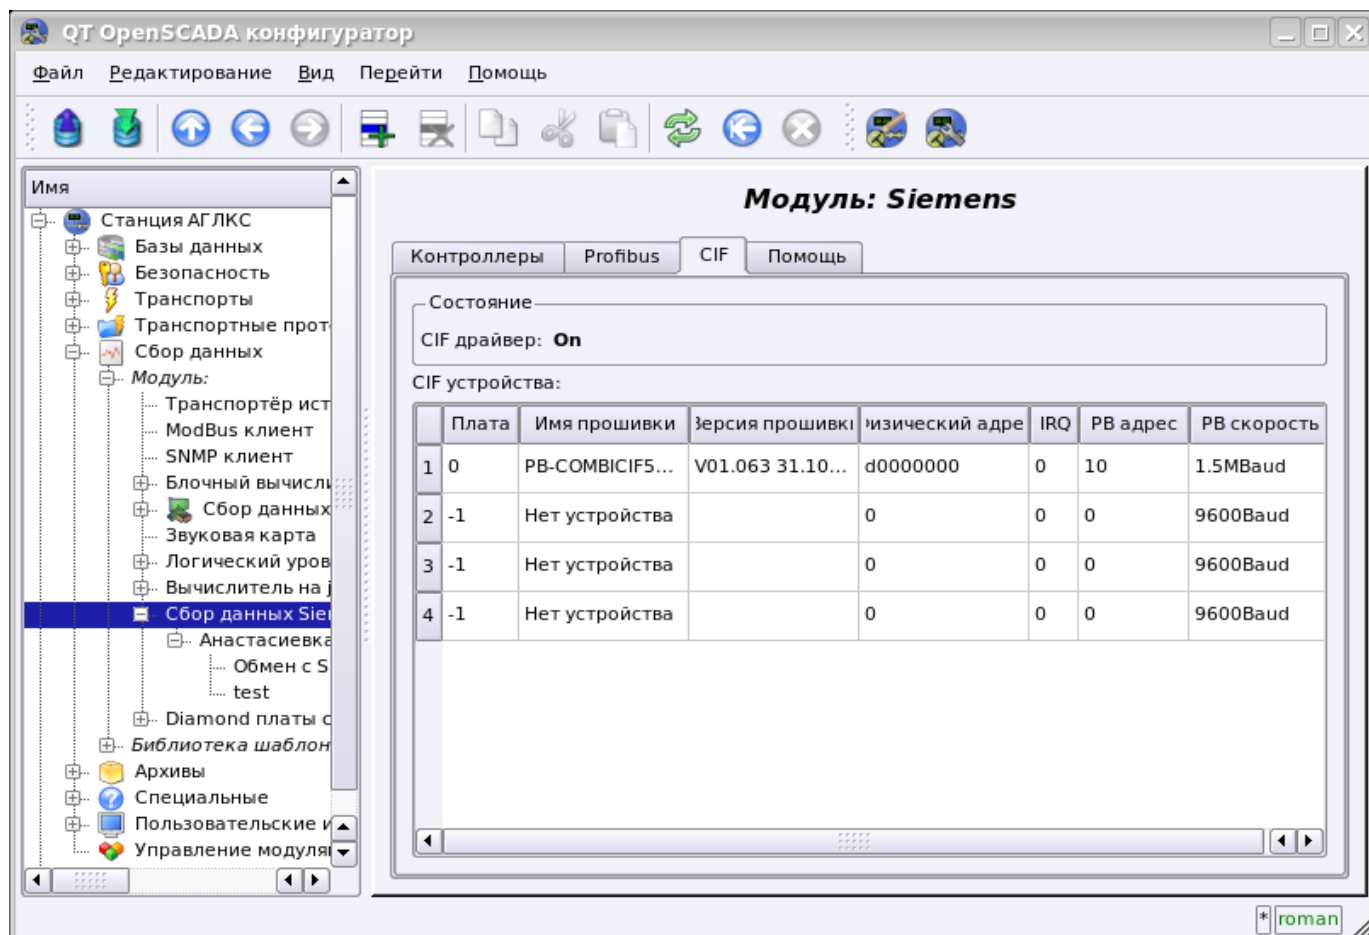 QT OpenSCADA конфигуратор
Файл Редактирование Вид Перейти Помощь
Имя
Станция АГЛКС
Базы данных
Безопасность
Транспорты
Транспортные прот
Сбор данных
Модуль:
Транспортёр ист
ModBus клиент
SNMP клиент
Блочный вычисли
Сбор данных
Звуковая карта
Логический уров
Вычислитель на j
Сбор данных Sie
Анастасиевка
Обмен с S
test
Diamond платы с
Библиотека шаблон
Архивы
Специальные
Пользовательские и
Управление модуля
Модуль: Siemens
Контроллеры Profibus CIF Помощь
Состояние
CIF драйвер: On
CIF устройства:
Плата Имя прошивки Версия прошивки изический адре IRQ PB адрес PB скорость
1 0 PB-COMBICIF5... V01.063 31.10... d0000000 0 10 1.5MBaud
2 -1 Нет устройства 0 0 0 9600Baud
3 -1 Нет устройства 0 0 0 9600Baud
4 -1 Нет устройства 0 0 0 9600Baud
* roman